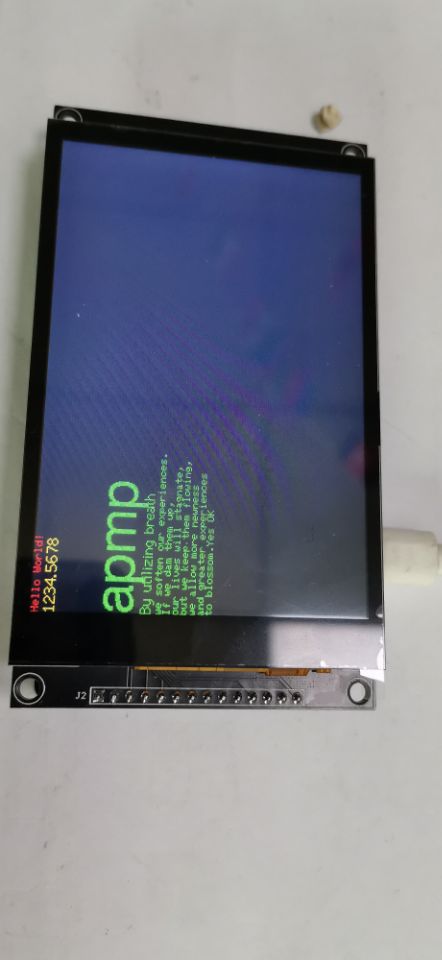 Hello World!
1234.5678
apmp
By utilizing breath
we soften our experiences.
If we dam them up,
our lives will stagnate,
but we keep them flowing,
we allow more newness
and greater experiences
to blossom.Yes OK
J2